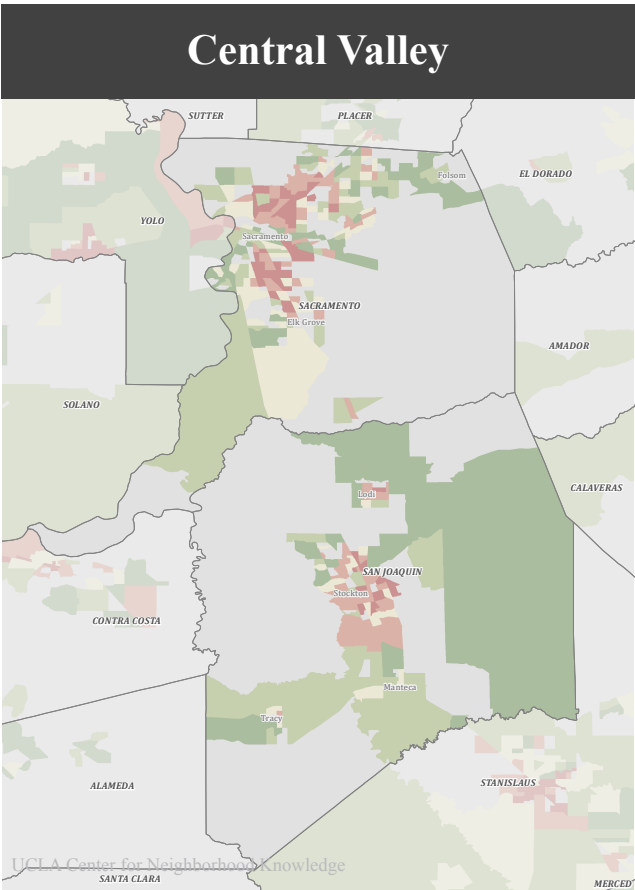 Central Valley
SUTTER
PLACER
EL DORADO
Folsom
YOLO
Sacramento
SACRAMENTO
Elk Grove
AMADOR
SOLANO
CALAVERAS
Lodi
SAN JOAQUIN
Stockton
CONTRA COSTA
Manteca
Tracy
STANISLAUS
ALAMEDA
UCLA Center for Neighborhood Knowledge
SANTA CLARA
MERCED